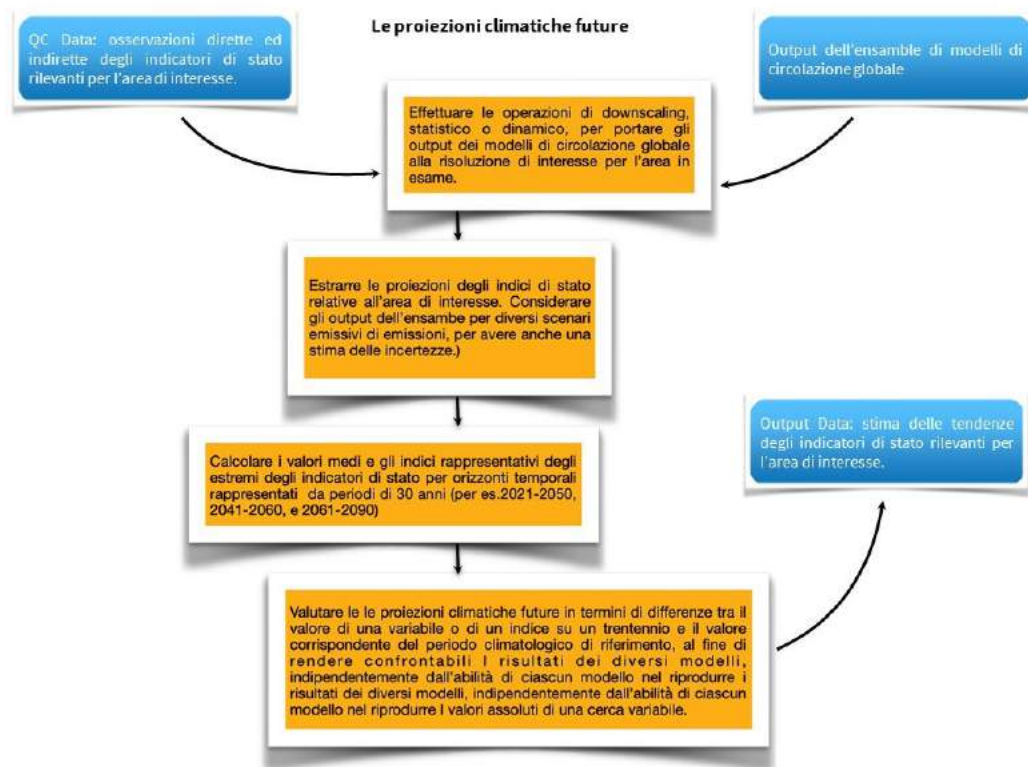 Le proiezioni climatiche future
QC Data: osservazioni dirette ed
indirette degli indicatori di stato
rilevanti per l'area di interesse.
Output dell'ensamble di modelli di
circolazione globale
Effettuare le operazioni di downscaling,
statistico o dinamico, per portare gli
output dei modelli di circolazione globale
alla risoluzione di interesse per l'area in
esame.
Estrarre le proiezioni degli indici di stato
relative all'area di interesse. Considerare
gli output dell'ensambe per diversi scenari
emissivi di emissioni, per avere anche una
stima delle incertezze.)
Output Data: stima delle tendenze
degli indicatori di stato rilevanti per
l'area di interesse.
Calcolare i valori medi e gli indici rappresentativi degli
estremi degli indicatori di stato per orizzonti temporali
rappresentati da periodi di 30 anni (per es.2021-2050,
2041-2060, e 2061-2090)
Valutare le le proiezioni climatiche future in termini di differenze tra il
valore di una variabile o di un indice su un trentennio e il valore
corrispondente del periodo climatologico di riferimento, al fine di
rendere confrontabili I risultati dei diversi modelli,
indipendentemente dall'abilità di ciascun modello nel riprodurre i
risultati dei diversi modelli, indipendentemente dall'abilità di ciascun
modello nel riprodurre I valori assoluti di una cerca variabile.